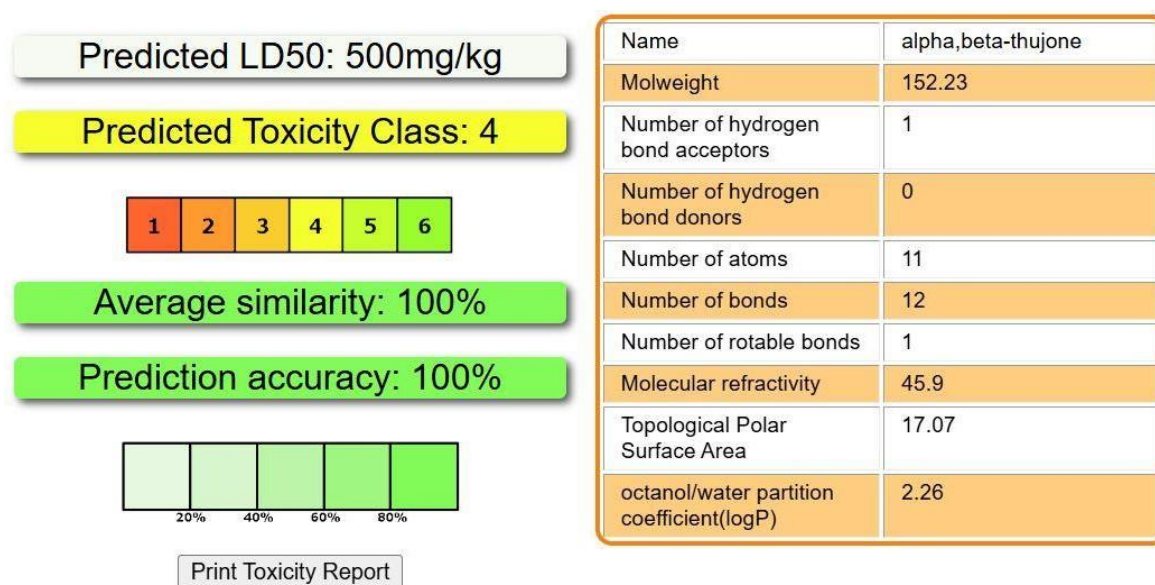 Predicted LD50: 500mg/kg
Predicted Toxicity Class: 4
1 2 3 4 5 6
Average similarity: 100%
Prediction accuracy: 100%
20% 40% 60% 80%
Print Toxicity Report
Name alpha,beta-thujone
Molweight 152.23
Number of hydrogen
bond acceptors 1
Number of hydrogen
bond donors 0
Number of atoms 11
Number of bonds 12
Number of rotable bonds 1
Molecular refractivity 45.9
Topological Polar
Surface Area 17.07
octanol/water partition
coefficient(logP) 2.26